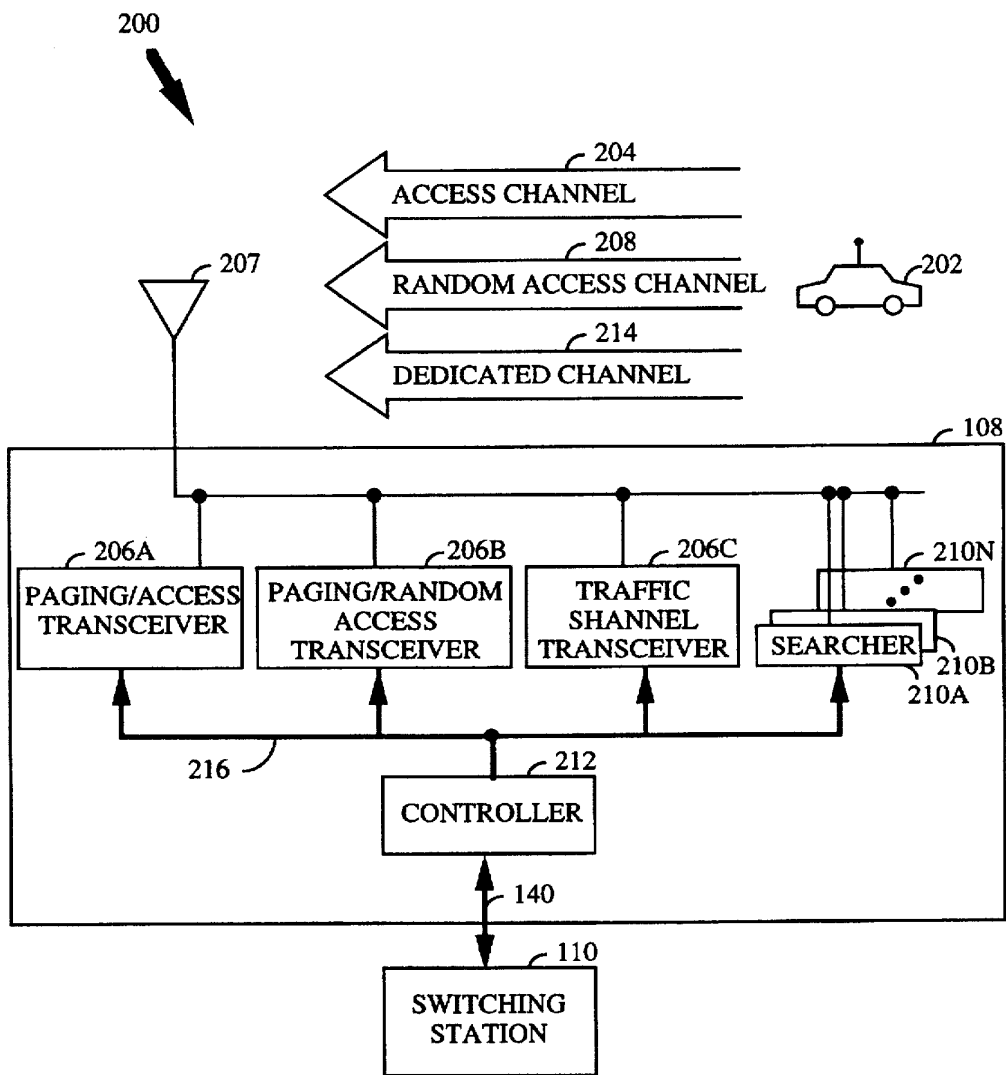 200
204
ACCESS CHANNEL
208
RANDOM ACCESS CHANNEL
207
202
214
DEDICATED CHANNEL
108
206A
PAGING/ACCESS
TRANSCEIVER
206B
PAGING/RANDOM
ACCESS
TRANSCEIVER
206C
TRAFFIC
SHANNEL
TRANSCEIVER
210N
SEARCHER
210B
210A
216
212
CONTROLLER
140
110
SWITCHING
STATION